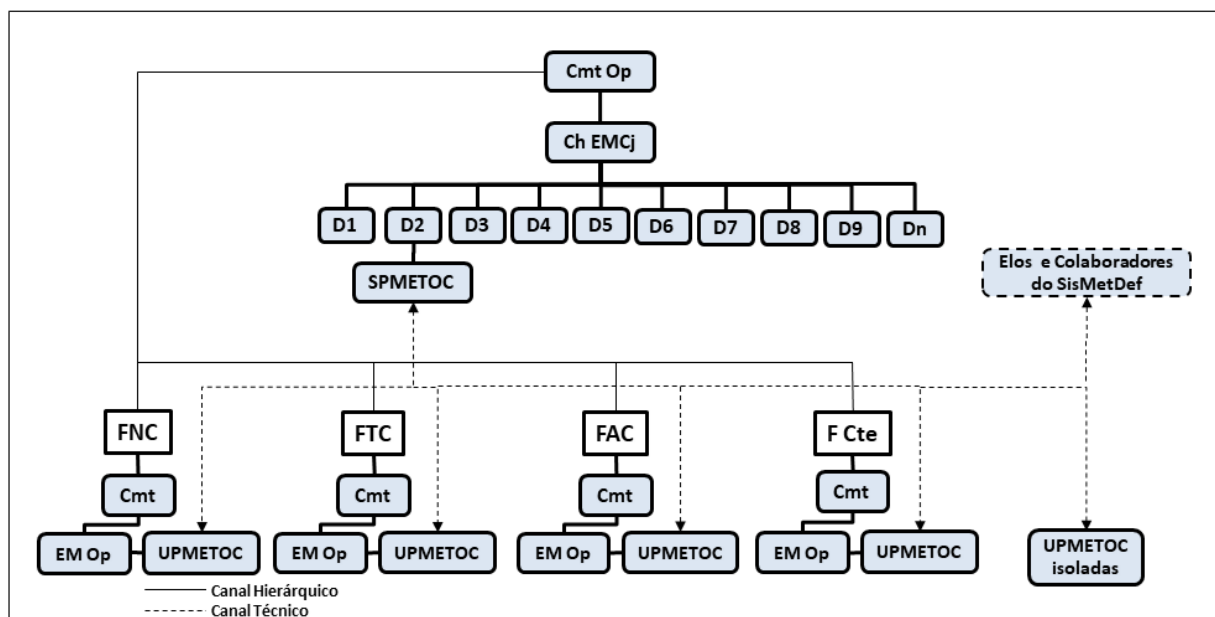 Cmt Op
Ch EMCj
D1 D2 D3 D4 D5 D6 D7 D8 D9 Dn
SPMETOC
Elos e Colaboradores
do SisMetDef
FNC FTC FAC F Cte
Cmt Cmt Cmt Cmt
EM Op UPMETOC EM Op UPMETOC EM Op UPMETOC EM Op UPMETOC
UPMETOC
isoladas
Canal Hierárquico
Canal Técnico